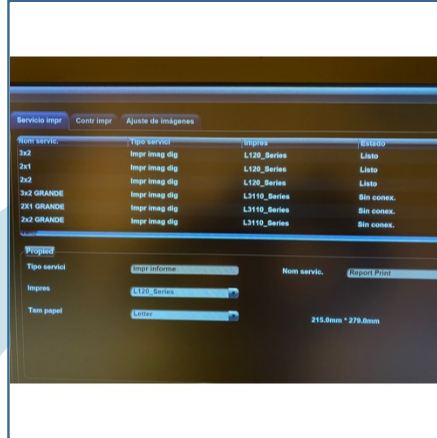 Servicio impr Contr impr Ajuste de imágenes
Nom servic. Tipo servici Impres Estado
3x2 Impr imag dig L120_Series Listo
2x1 Impr imag dig L120_Series Listo
2x2 Impr imag dig L120_Series Listo
3x2 GRANDE Impr imag dig L3110_Series Sin conex.
2X1 GRANDE Impr imag dig L3110_Series Sin conex.
2x2 GRANDE Impr imag dig L3110_Series Sin conex.
Propied
Tipo servici Impr informe Nom servic. Report Print
Impres L120_Series
Tam papel Letter 215.0mm * 279.0mm